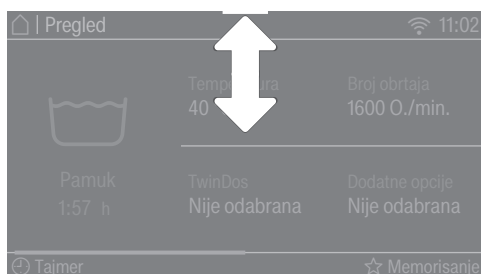 | Pregled 11:02
Temperatura Broj obrtaja
40 1600 O./min.
Pamuk TwinDos Dodatne opcije
1:57 h Nije odabrana Nije odabrana
Taimer Memorisanje